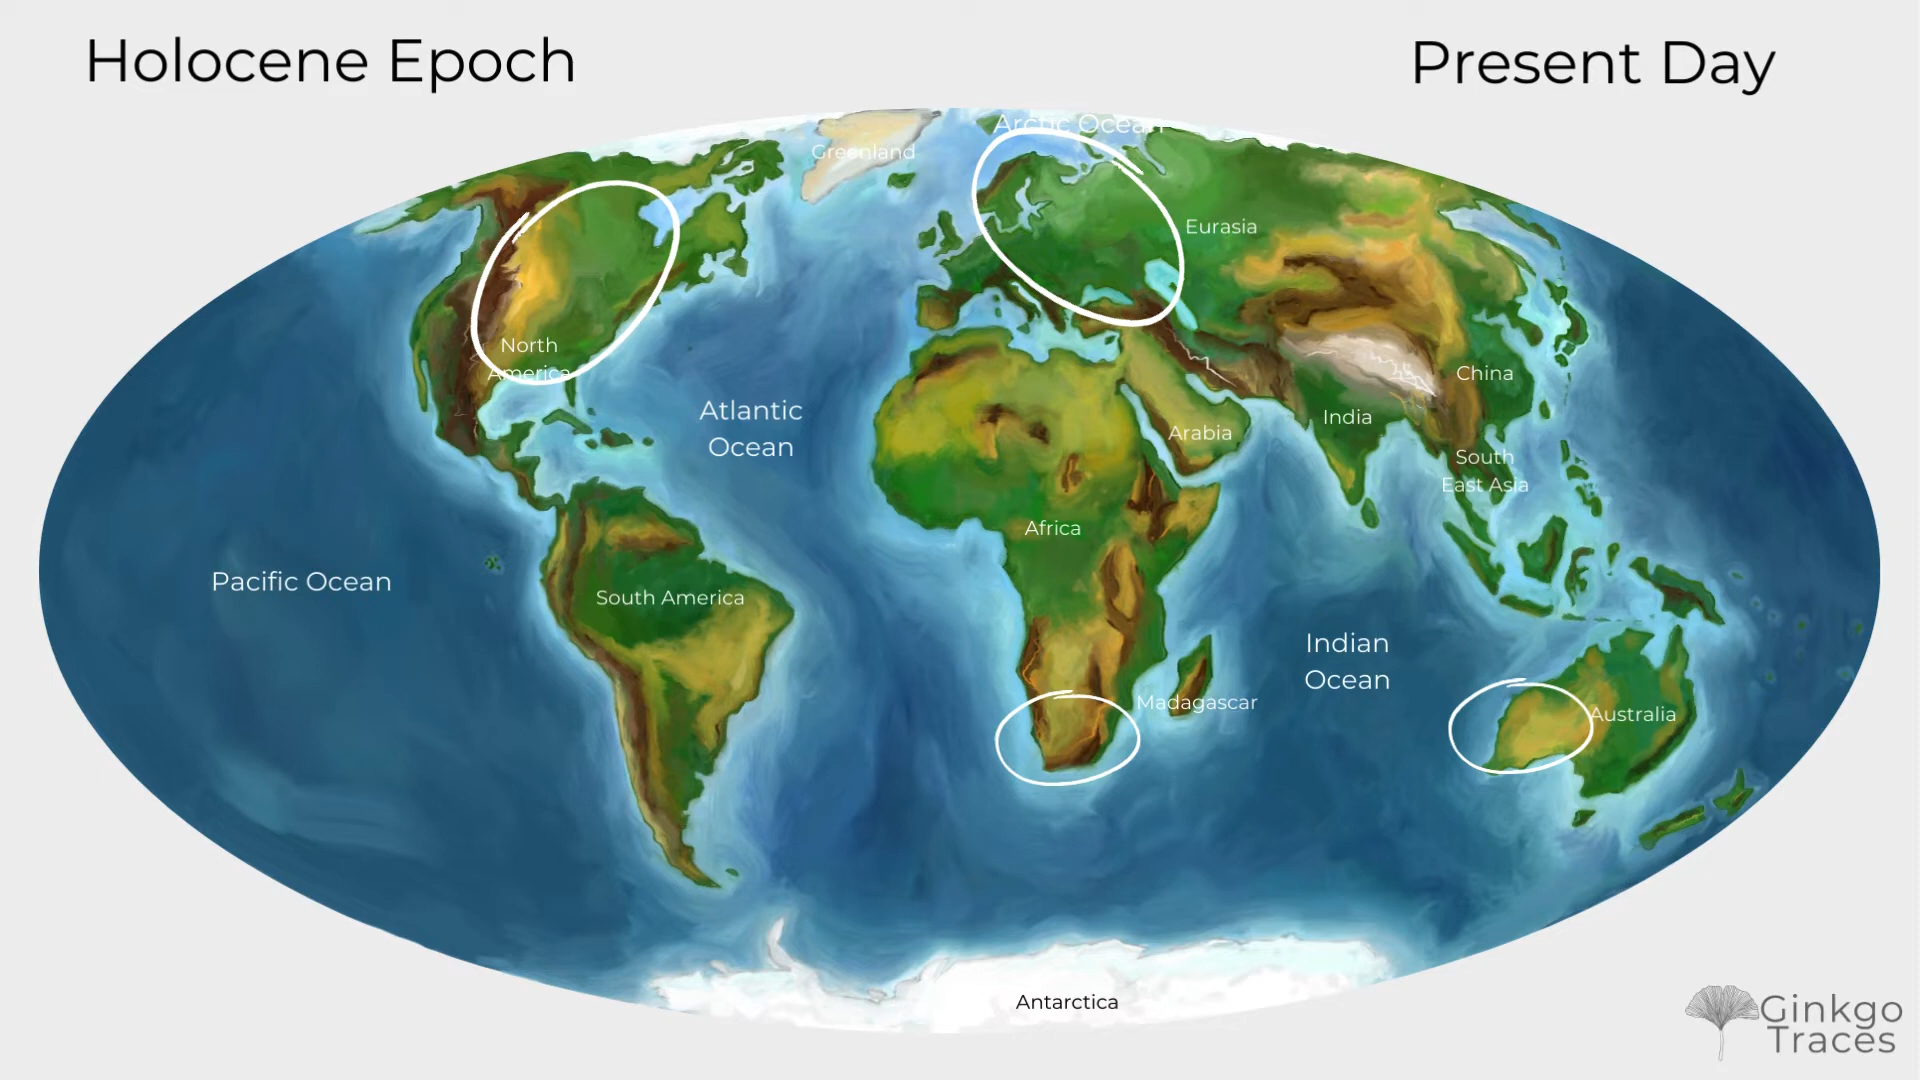 Holocene Epoch
Present Day
Arctic Ocean
Greenland
Eurasia
North
America
China
Atlantic
Ocean
India
Arabia
South
East Asia
Africa
Pacific Ocean
South America
Indian
Ocean
Madagascar
Australia
Antarctica
Ginkgo
Traces